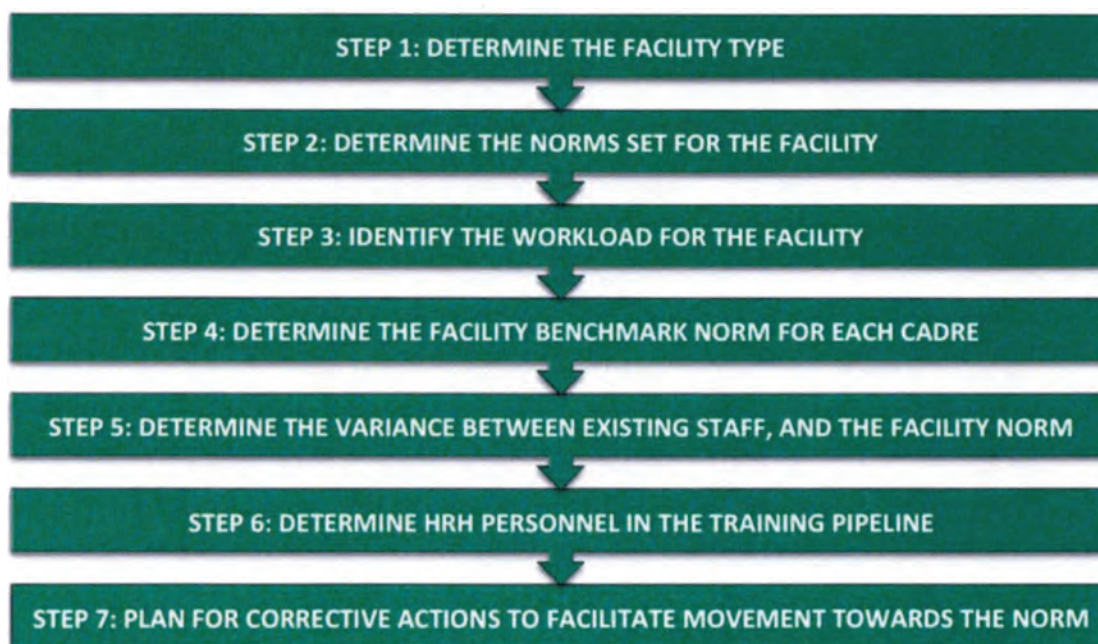 STEP 1: DETERMINE THE FACILITY TYPE
STEP 2: DETERMINE THE NORMS SET FOR THE FACILITY
STEP 3: IDENTIFY THE WORKLOAD FOR THE FACILITY
STEP 4: DETERMINE THE FACILITY BENCHMARK NORM FOR EACH CADRE
STEP 5: DETERMINE THE VARIANCE BETWEEN EXISTING STAFF, AND THE FACILITY NORM
STEP 6: DETERMINE HRH PERSONNEL IN THE TRAINING PIPELINE
STEP 7: PLAN FOR CORRECTIVE ACTIONS TO FACILITATE MOVEMENT TOWARDS THE NORM